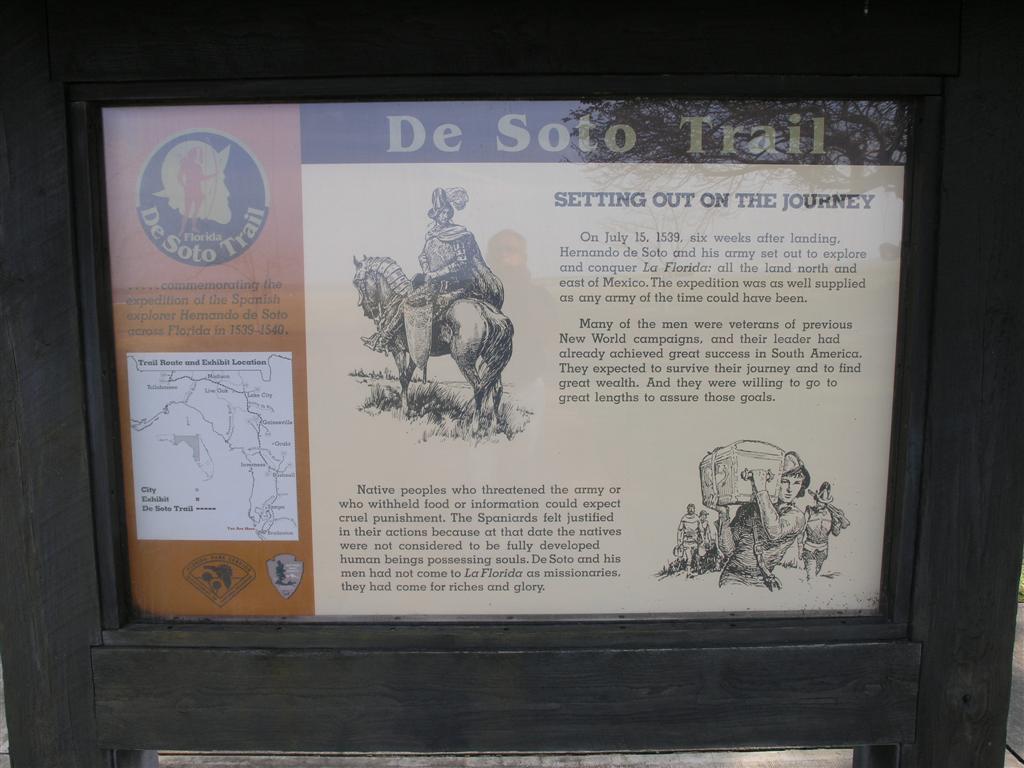 De Soto Trail
Florida
De Soto Trail
.....commemorating the
expedition of the Spanish
explorer Hernando de Soto
across Florida in 1539-1540.
Trail Route and Exhibit Location
Tallahassee
Madison
Live Oak
Lake City
Gainesville
Ocala
Inverness
Bushnell
Tampa
Bradenton
You Are Here
City
Exhibit
De Soto Trail
SETTING OUT ON THE JOURNEY
On July 15, 1539, six weeks after landing,
Hernando de Soto and his army set out to explore
and conquer La Florida: all the land north and
east of Mexico. The expedition was as well supplied
as any army of the time could have been.
Many of the men were veterans of previous
New World campaigns, and their leader had
already achieved great success in South America.
They expected to survive their journey and to find
great wealth. And they were willing to go to
great lengths to assure those goals.
Native peoples who threatened the army or
who withheld food or information could expect
cruel punishment. The Spaniards felt justified
in their actions because at that date the natives
were not considered to be fully developed
human beings possessing souls. De Soto and his
men had not come to La Florida as missionaries,
they had come for riches and glory.